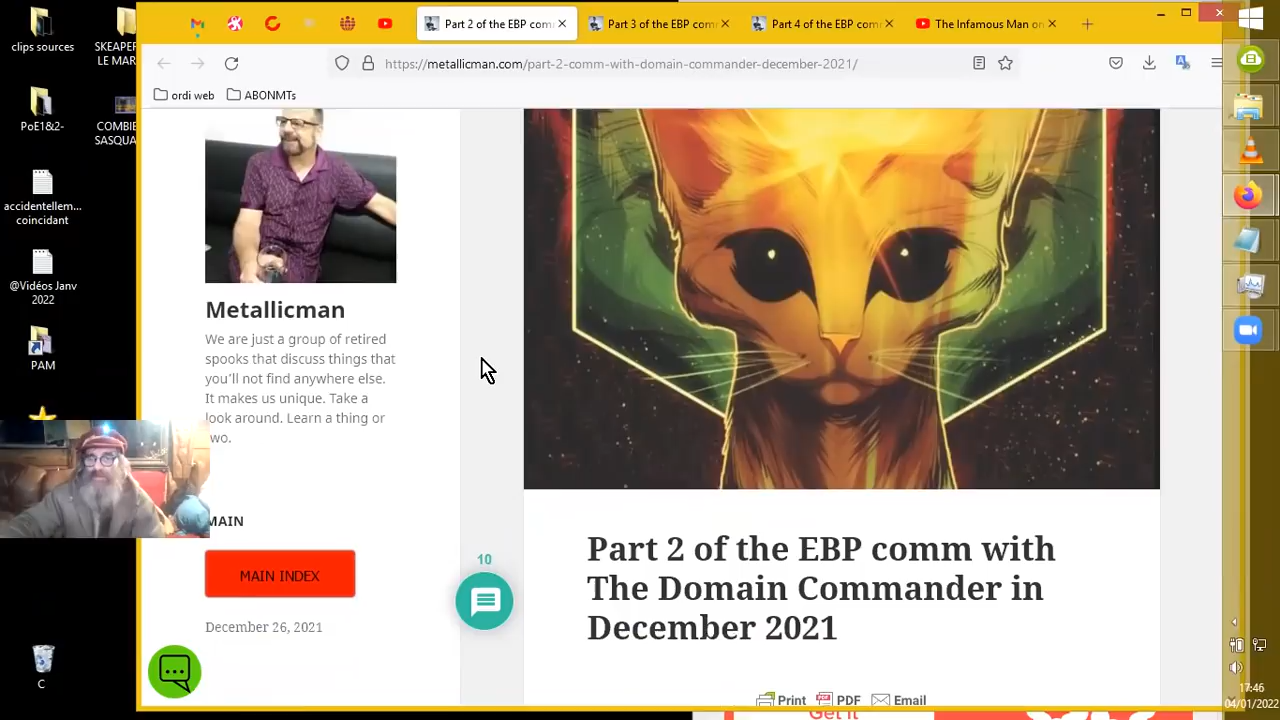 clips sources
SKEAPER
LE MAR
PoE1&2-
COMBIE
SASQUA
accidentellem...
coincidant
@Vidéos Janv
2022
PAM
C
Part 2 of the EBP com
Part 3 of the EBP com
Part 4 of the EBP com
The Infamous Man on
https://metallicman.com/p
2-comm-with-domain-commander-december-2021/
ordi web
ABONMTs
Metallicman
We are just a group of retired
spooks that discuss things that
you'll not find anywhere else.
It makes us unique. Take a
look around. Learn a thing or
wo.
MAIN
MAIN INDEX
December 26, 2021
10
Part 2 of the EBP comm with
The Domain Commander in
December 2021
Print PDF Email
Get it
17:46
04/01/2022